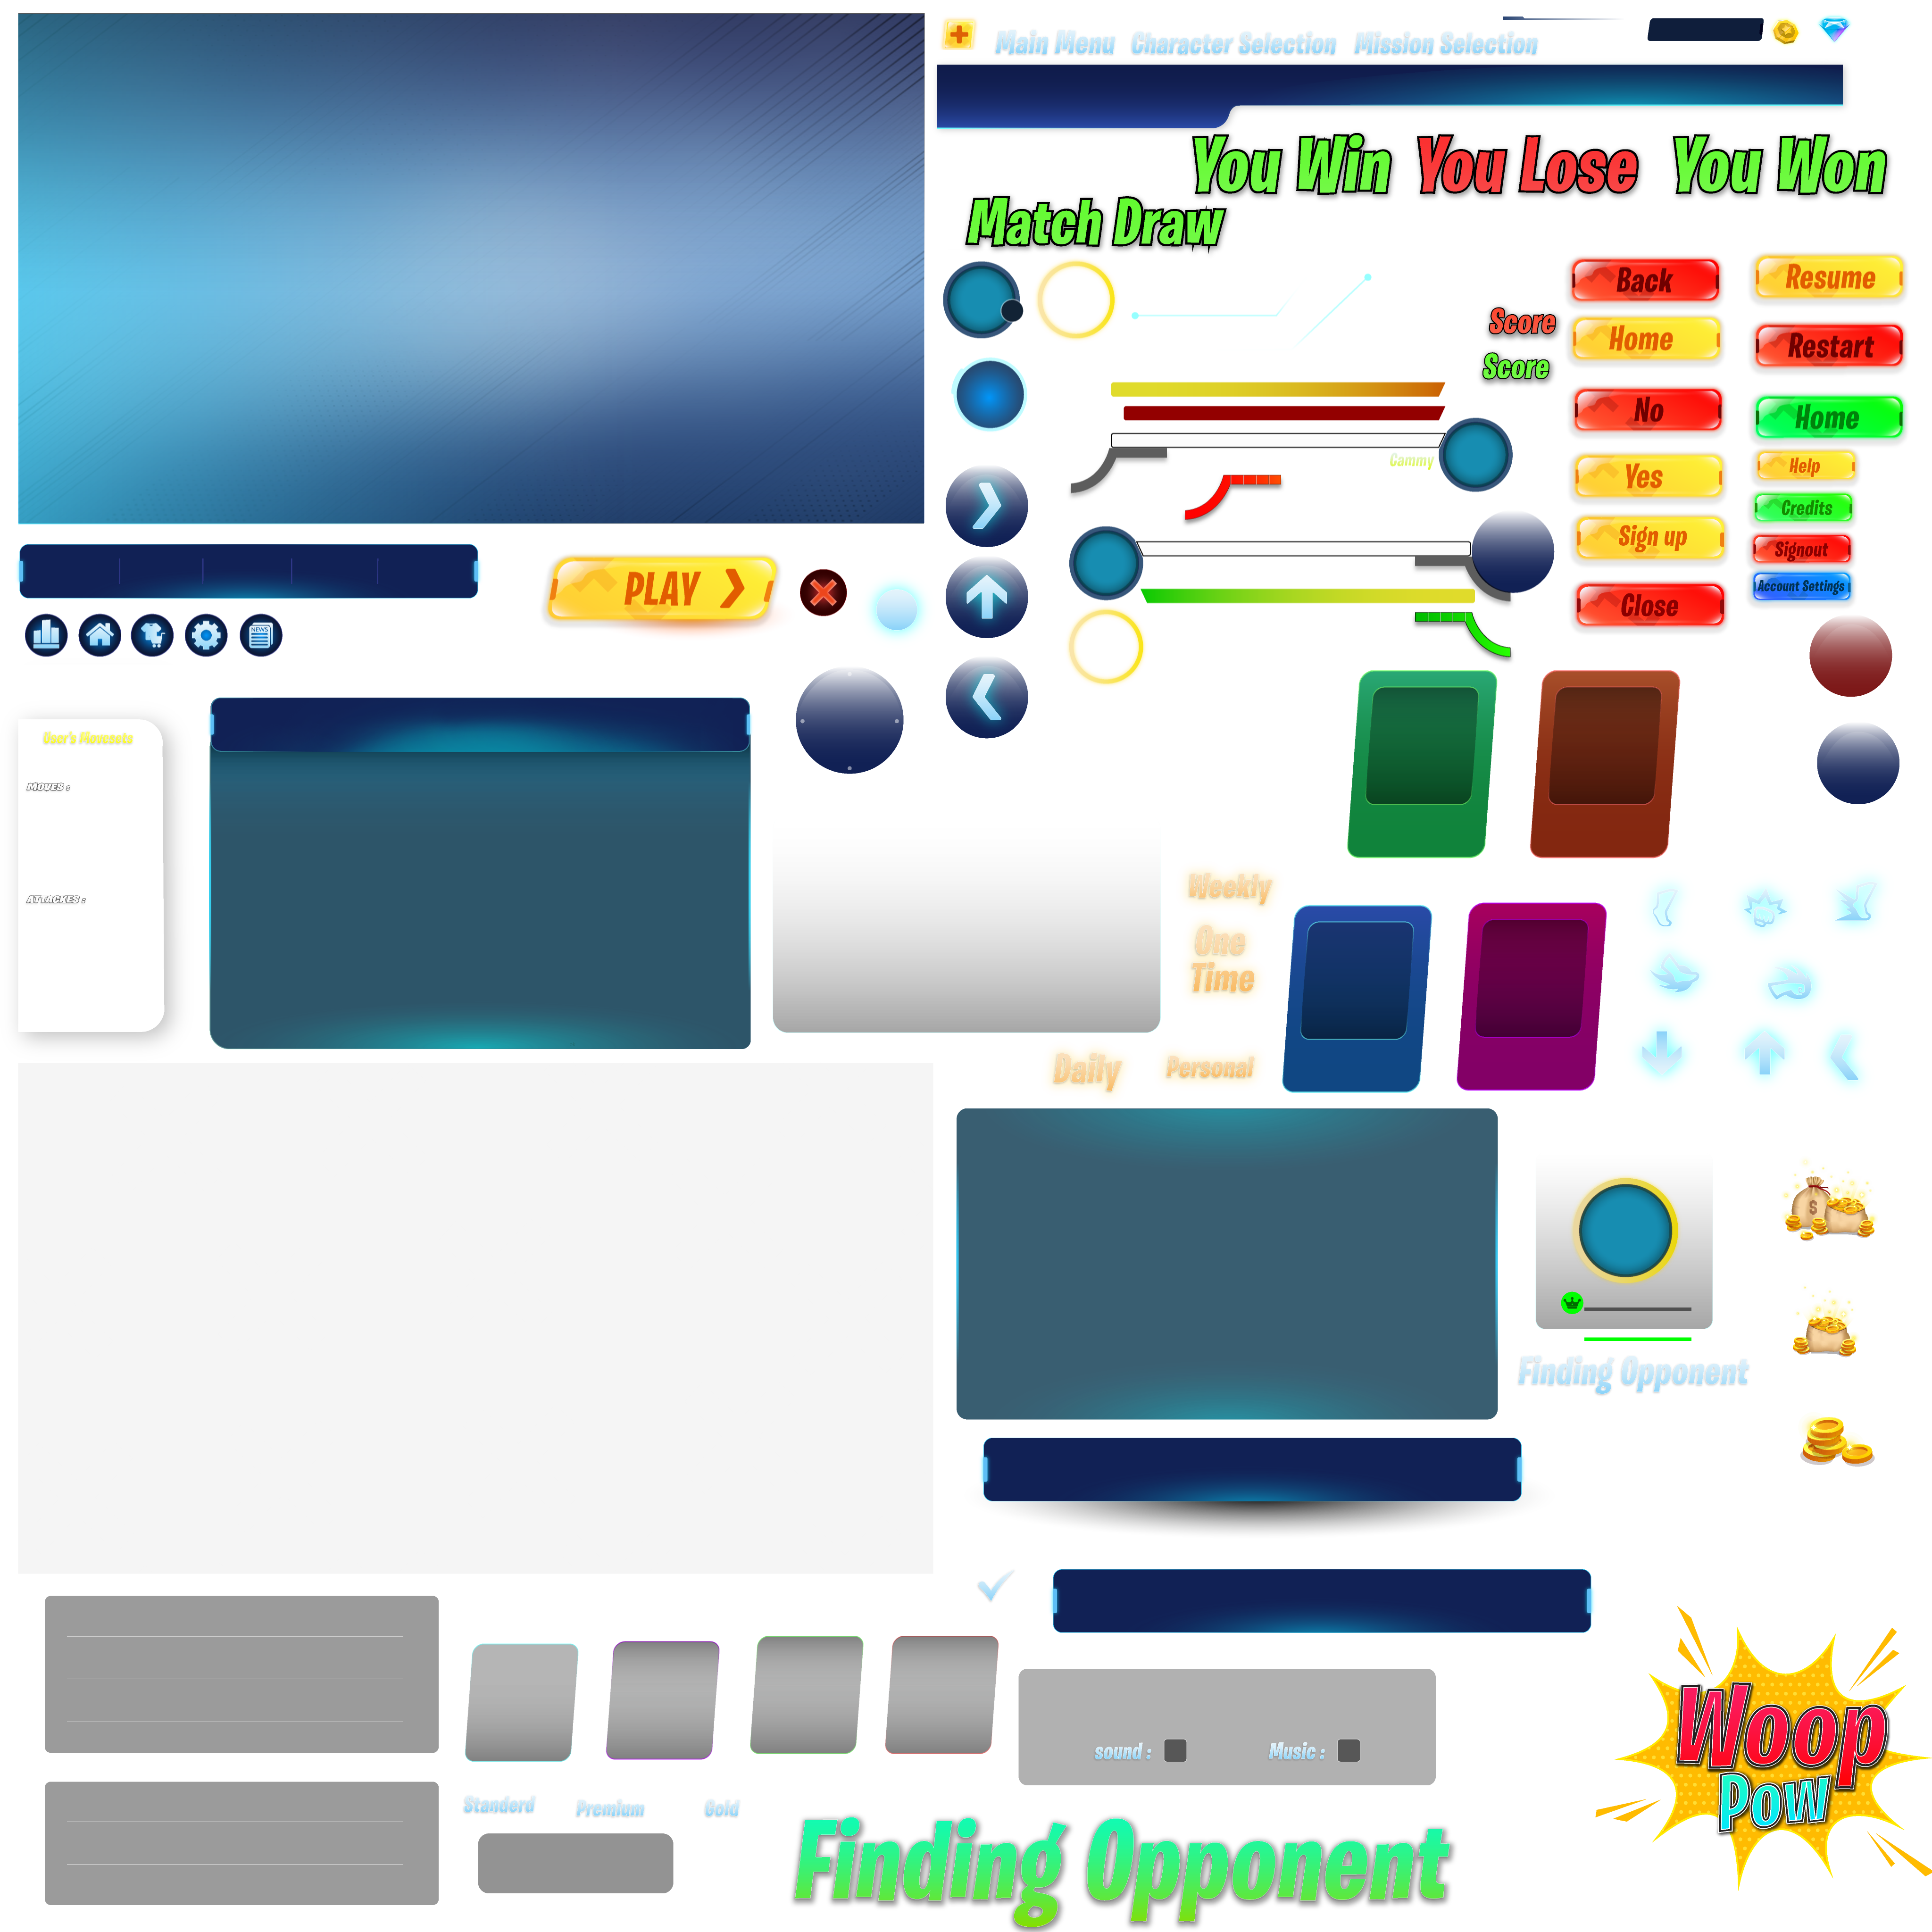 Main Menu Character Selection Mission Selection
You Win You Lose You Won
Match Draw
Back
Resume
Score
Home
Restart
Score
No
Home
Gammy
Yes
Help
Credits
Sign up
Signout
Account Settings
Close
PLAY
NEWS
User's Movesets
MOVES :
ATTACKES :
Weekly
One
Time
Daily
Personal
$
Finding Opponent
sound :
Music :
Standerd
Premium
Gold
Woop
Pow
Finding Opponent